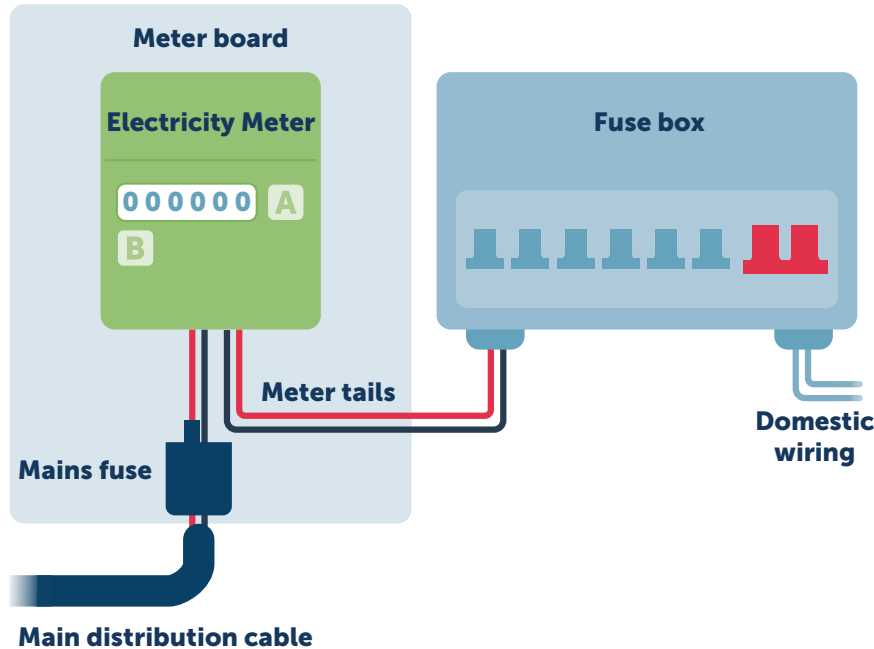 Meter board
Electricity Meter
Fuse box
000000 A
B
Meter tails
Domestic
wiring
Mains fuse
Main distribution cable